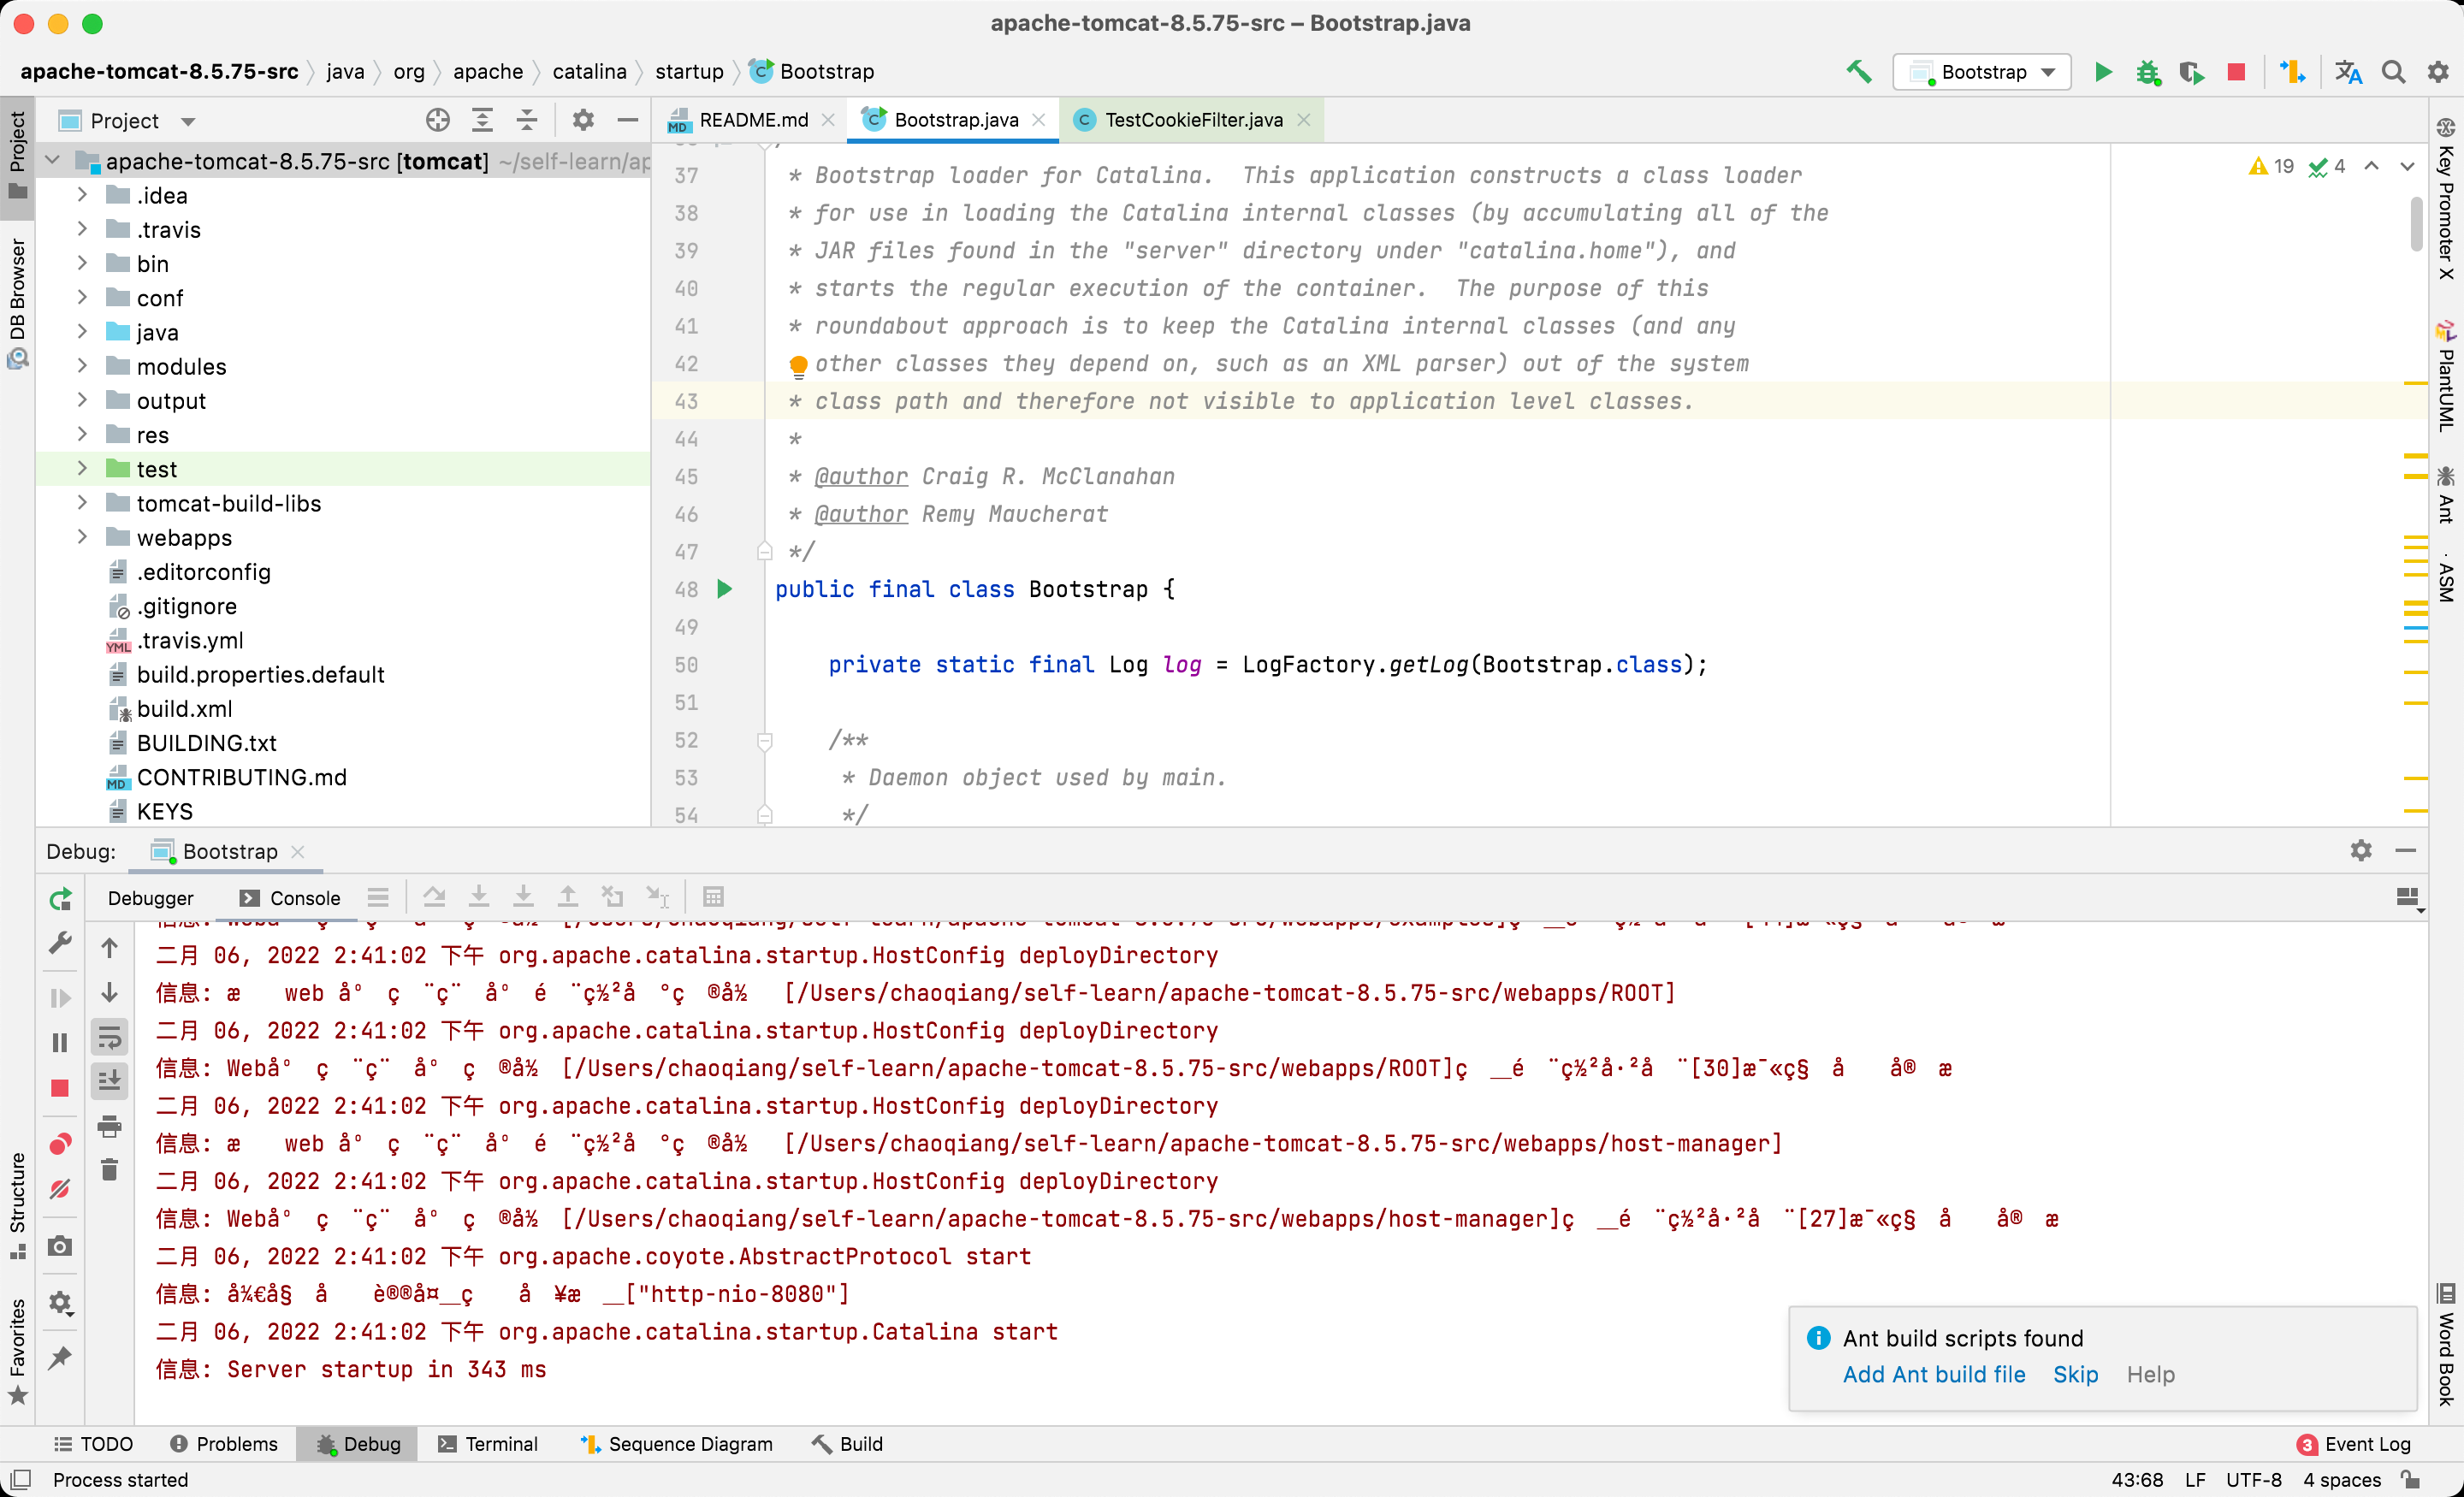 apache-tomcat-8.5.75-src – Bootstrap.java
apache-tomcat-8.5.75-src java org apache catalina startup Bootstrap
Bootstrap
Project
README.md
Bootstrap.java
TestCookieFilter.java
apache-tomcat-8.5.75-src [tomcat] ~/self-learn/ap
.idea
.travis
bin
conf
java
modules
output
res
test
tomcat-build-libs
webapps
.editorconfig
.gitignore
.travis.yml
build.properties.default
build.xml
BUILDING.txt
CONTRIBUTING.md
KEYS
19 4
37 * Bootstrap loader for Catalina.  This application constructs a class loader
38 * for use in loading the Catalina internal classes (by accumulating all of the
39 * JAR files found in the "server" directory under "catalina.home"), and
40 * starts the regular execution of the container.  The purpose of this
41 * roundabout approach is to keep the Catalina internal classes (and any
42 other classes they depend on, such as an XML parser) out of the system
43 * class path and therefore not visible to application level classes.
44 *
45 * @author Craig R. McClanahan
46 * @author Remy Maucherat
47 */
48 public final class Bootstrap {
49
50 private static final Log log = LogFactory.getLog(Bootstrap.class);
51
52 /**
53 * Daemon object used by main.
54 */
Project
DB Browser
Structure
Favorites
Key Promoter X
PlantUML
Ant
ASM
Word Book
Debug: Bootstrap
Debugger Console
二月 06, 2022 2:41:02 下午 org.apache.catalina.startup.HostConfig deployDirectory
信息: æ web åº ç ¨ç¨ åº é ¨ç½²å °ç ®å½ [/Users/chaoqiang/self-learn/apache-tomcat-8.5.75-src/webapps/ROOT]
二月 06, 2022 2:41:02 下午 org.apache.catalina.startup.HostConfig deployDirectory
信息: Webåº ç ¨ç¨ åº ç ®å½ [/Users/chaoqiang/self-learn/apache-tomcat-8.5.75-src/webapps/ROOT]ç __é ¨ç½²å·²å ¨[30]æ¯«ç§ å å® æ
二月 06, 2022 2:41:02 下午 org.apache.catalina.startup.HostConfig deployDirectory
信息: æ web åº ç ¨ç¨ åº é ¨ç½²å °ç ®å½ [/Users/chaoqiang/self-learn/apache-tomcat-8.5.75-src/webapps/host-manager]
二月 06, 2022 2:41:02 下午 org.apache.catalina.startup.HostConfig deployDirectory
信息: Webåº ç ¨ç¨ åº ç ®å½ [/Users/chaoqiang/self-learn/apache-tomcat-8.5.75-src/webapps/host-manager]ç __é ¨ç½²å·²å ¨[27]æ¯«ç§ å å® æ
二月 06, 2022 2:41:02 下午 org.apache.coyote.AbstractProtocol start
信息: å¼€å§ å è®®å¤__ç å ¥æ __["http-nio-8080"]
二月 06, 2022 2:41:02 下午 org.apache.catalina.startup.Catalina start
信息: Server startup in 343 ms
Ant build scripts found
Add Ant build file Skip Help
TODO Problems Debug Terminal Sequence Diagram Build
3 Event Log
Process started
43:68 LF UTF-8 4 spaces